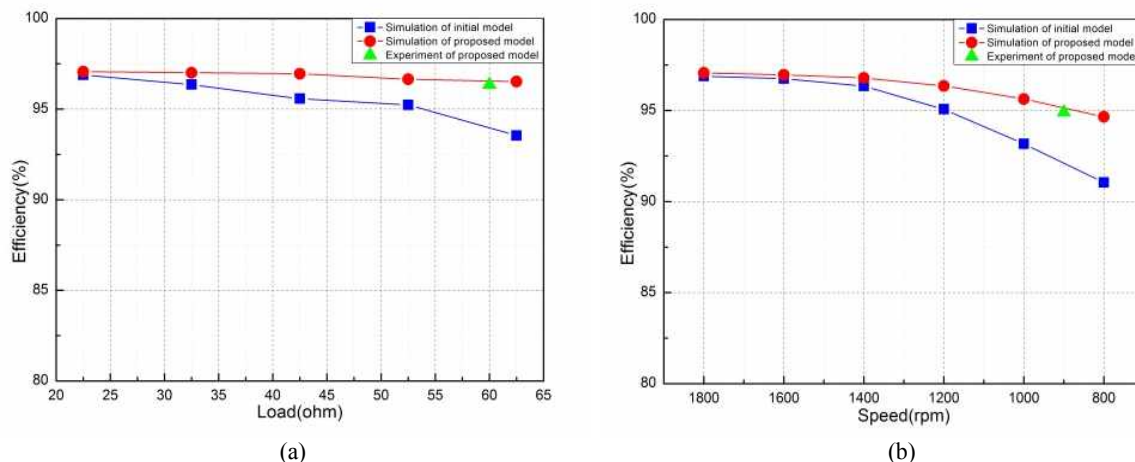 100
95
90
85
80
Efficiency(%)
Simulation of initial model
Simulation of proposed model
Experiment of proposed model
20 25 30 35 40 45 50 55 60 65
Load(ohm)
(a)
100
95
90
85
80
Efficiency(%)
Simulation of initial model
Simulation of proposed model
Experiment of proposed model
1800 1600 1400 1200 1000 800
Speed(rpm)
(b)